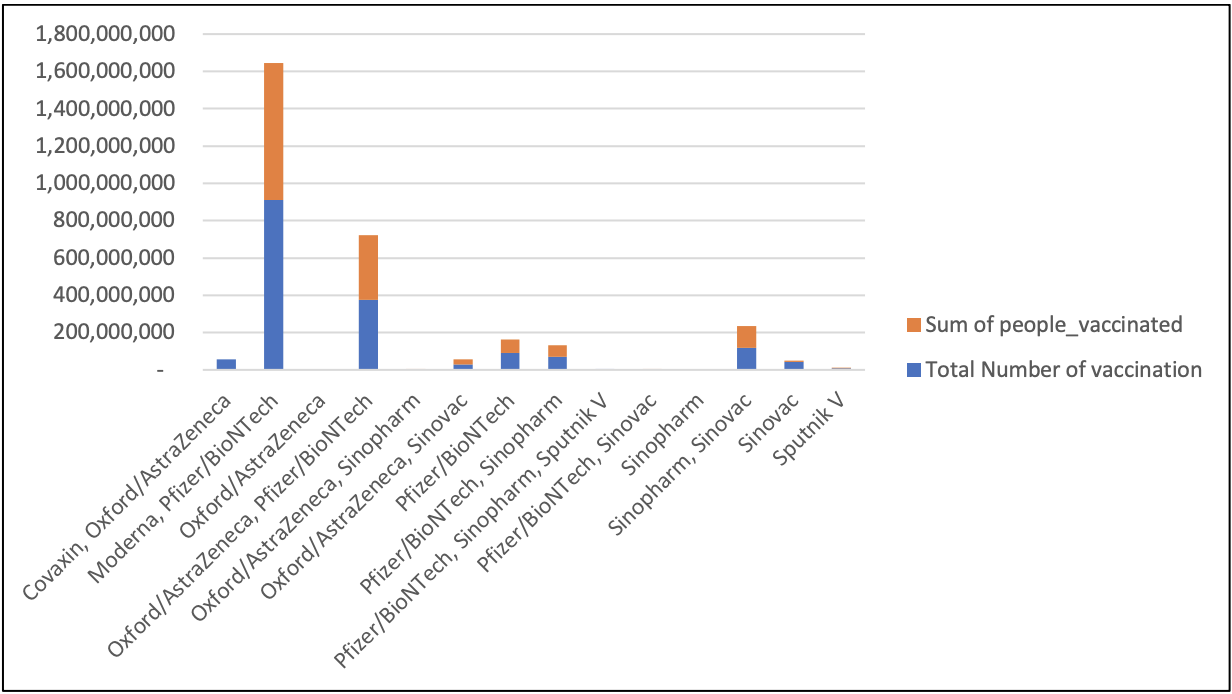 1,800,000,000
1,600,000,000
1,400,000,000
1,200,000,000
1,000,000,000
800,000,000
600,000,000
400,000,000
200,000,000
-
Covaxin, Oxford/AstraZeneca
Moderna, Pfizer/BioNTech
Oxford/AstraZeneca
Oxford/AstraZeneca, Pfizer/BioNTech
Oxford/AstraZeneca, Sinopharm
Oxford/AstraZeneca, Sinovac
Pfizer/BioNTech
Pfizer/BioNTech, Sinopharm
Pfizer/BioNTech, Sinopharm, Sputnik V
Pfizer/BioNTech, Sinovac
Sinopharm
Sinopharm, Sinovac
Sinovac
Sputnik V
Sum of people_vaccinated
Total Number of vaccination